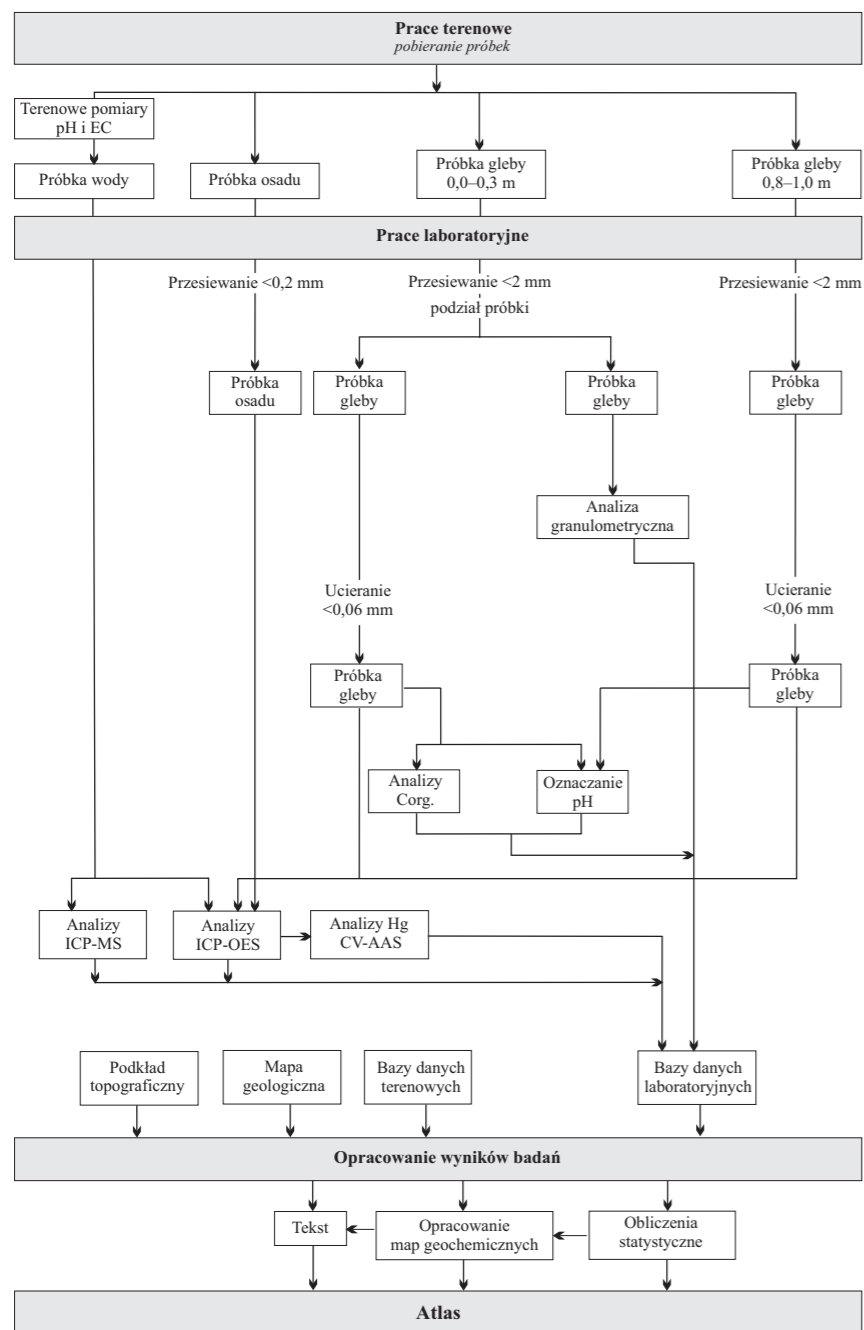 Prace terenowe
pobieranie próbek
Terenowe pomiary
pH i EC
Próbka wody
Próbka osadu
Próbka gleby
0,0–0,3 m
Próbka gleby
0,8–1,0 m
Prace laboratoryjne
Przesiewanie <0,2 mm
Przesiewanie <2 mm
podział próbki
Przesiewanie <2 mm
Próbka
osadu
Próbka
gleby
Próbka
gleby
Próbka
gleby
Analiza
granulometryczna
Ucieranie
<0,06 mm
Ucieranie
<0,06 mm
Próbka
gleby
Próbka
gleby
Analizy
Corg.
Oznaczanie
pH
Analizy
ICP-MS
Analizy
ICP-OES
Analizy Hg
CV-AAS
Podkład
topograficzny
Mapa
geologiczna
Bazy danych
terenowych
Bazy danych
laboratoryjnych
Opracowanie wyników badań
Tekst
Opracowanie
map geochemicznych
Obliczenia
statystyczne
Atlas